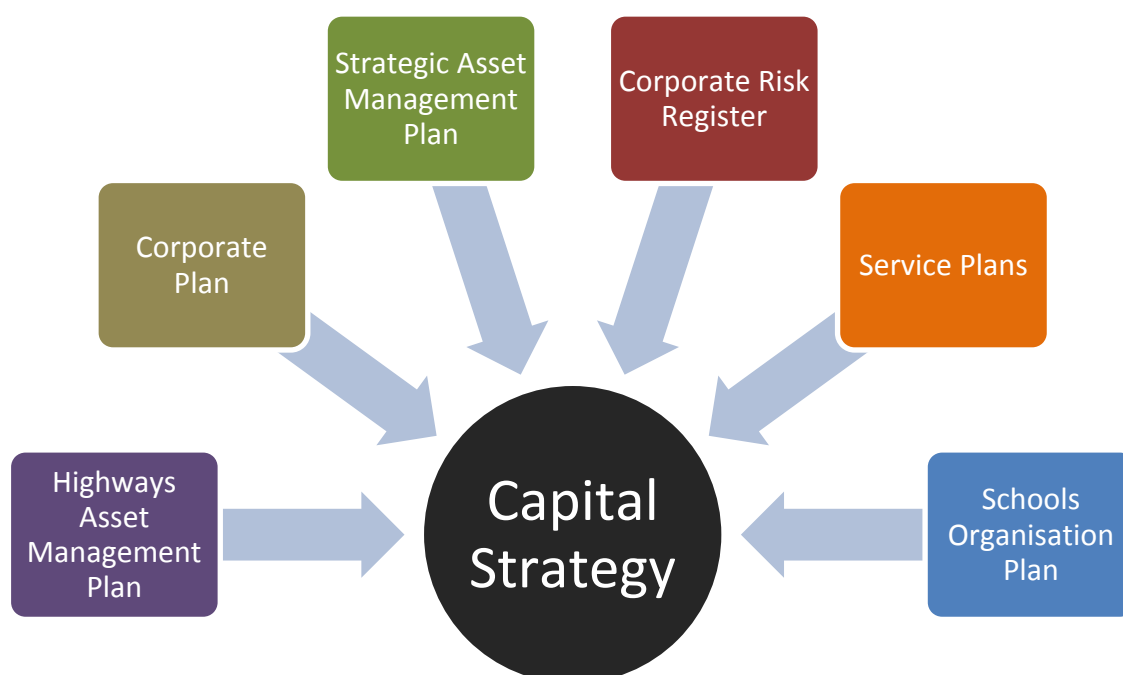 Strategic Asset
Management
Plan
Corporate Risk
Register
Corporate
Plan
Service Plans
Highways
Asset
Management
Plan
Capital
Strategy
Schools
Organisation
Plan